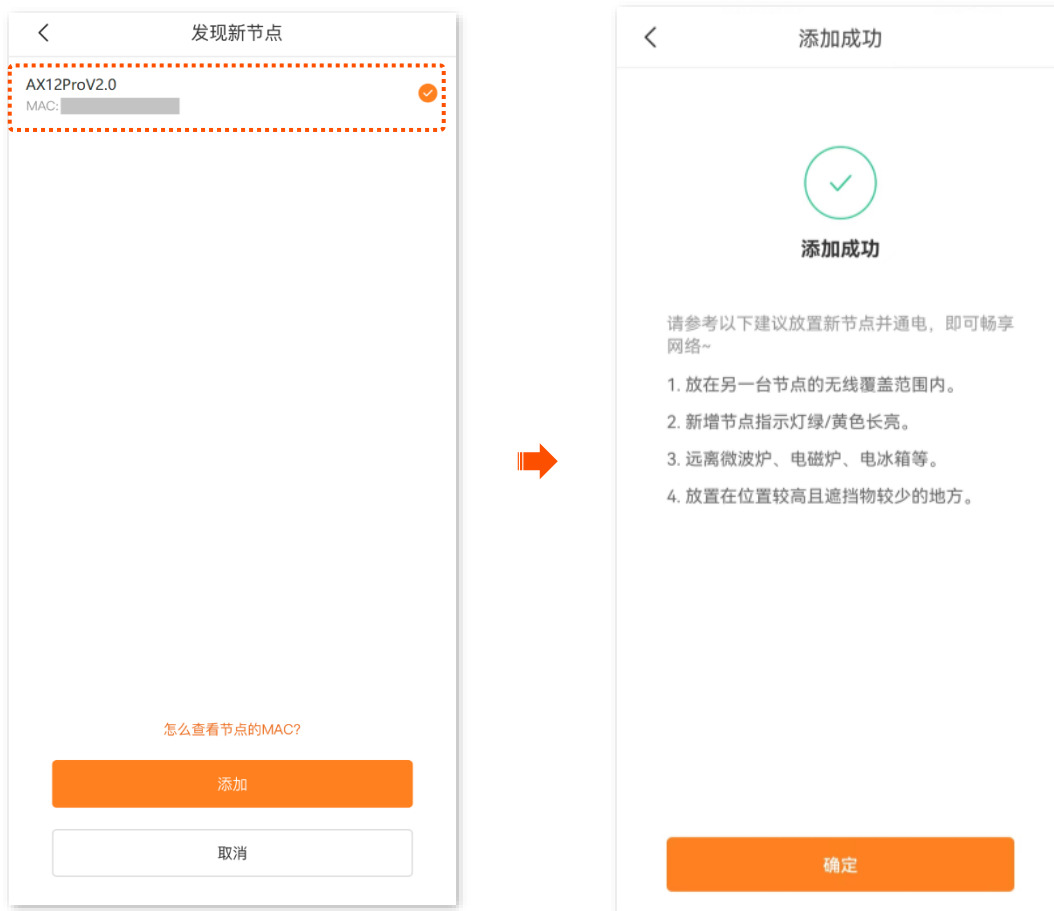 发现新节点
AX12ProV2.0
MAC:
怎么查看节点的MAC?
添加
取消
添加成功
添加成功
请参考以下建议放置新节点并通电，即可畅享
网络~
1. 放在另一台节点的无线覆盖范围内。
2. 新增节点指示灯绿/黄色长亮。
3. 远离微波炉、电磁炉、电冰箱等。
4. 放置在位置较高且遮挡物较少的地方。
确定